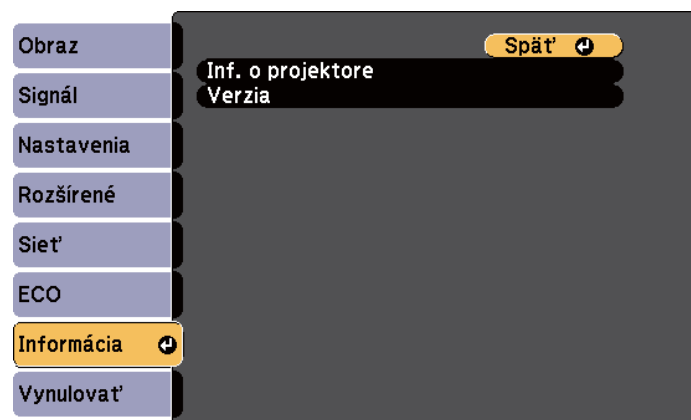 Obraz
Signál
Nastavenia
Rozšírené
Sieť
ECO
Informácia
Vynulovať
Späť
Inf. o projektore
Verzia